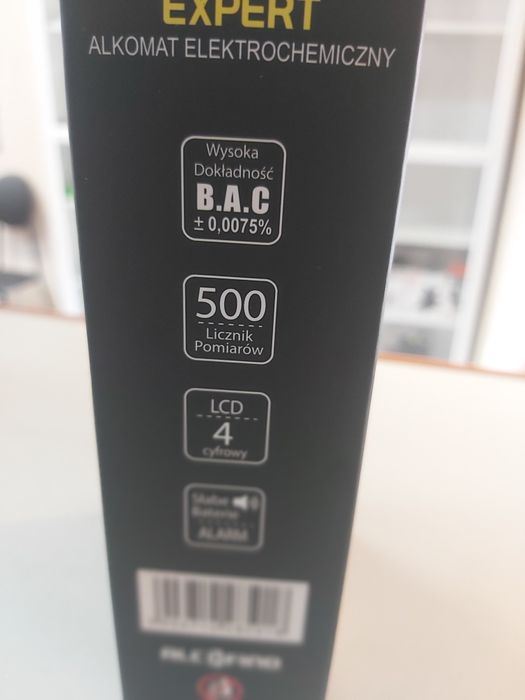 EXPERT
ALKOMAT ELEKTROCHEMICZNY
Wysoka
Dokładność
B.A.C
± 0,0075%
500
Licznik
Pomiarów
LCD
4
cyfrowy
Słabe
Baterie
ALARM